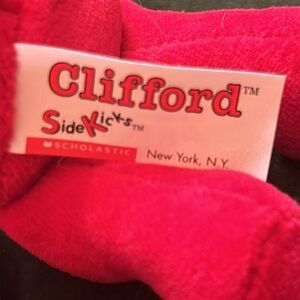 Clifford™
SideKicks™
SCHOLASTIC New York, N.Y.